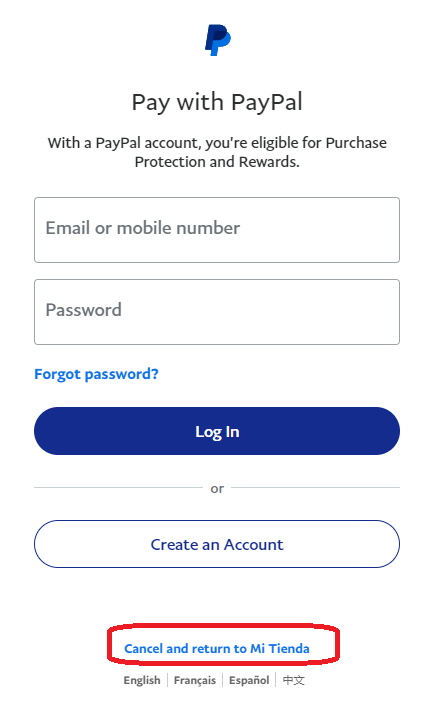 Pay with PayPal
With a PayPal account, you're eligible for Purchase
Protection and Rewards.
Email or mobile number
Password
Forgot password?
Log In
or
Create an Account
Cancel and return to Mi Tienda
English Français Español 中文